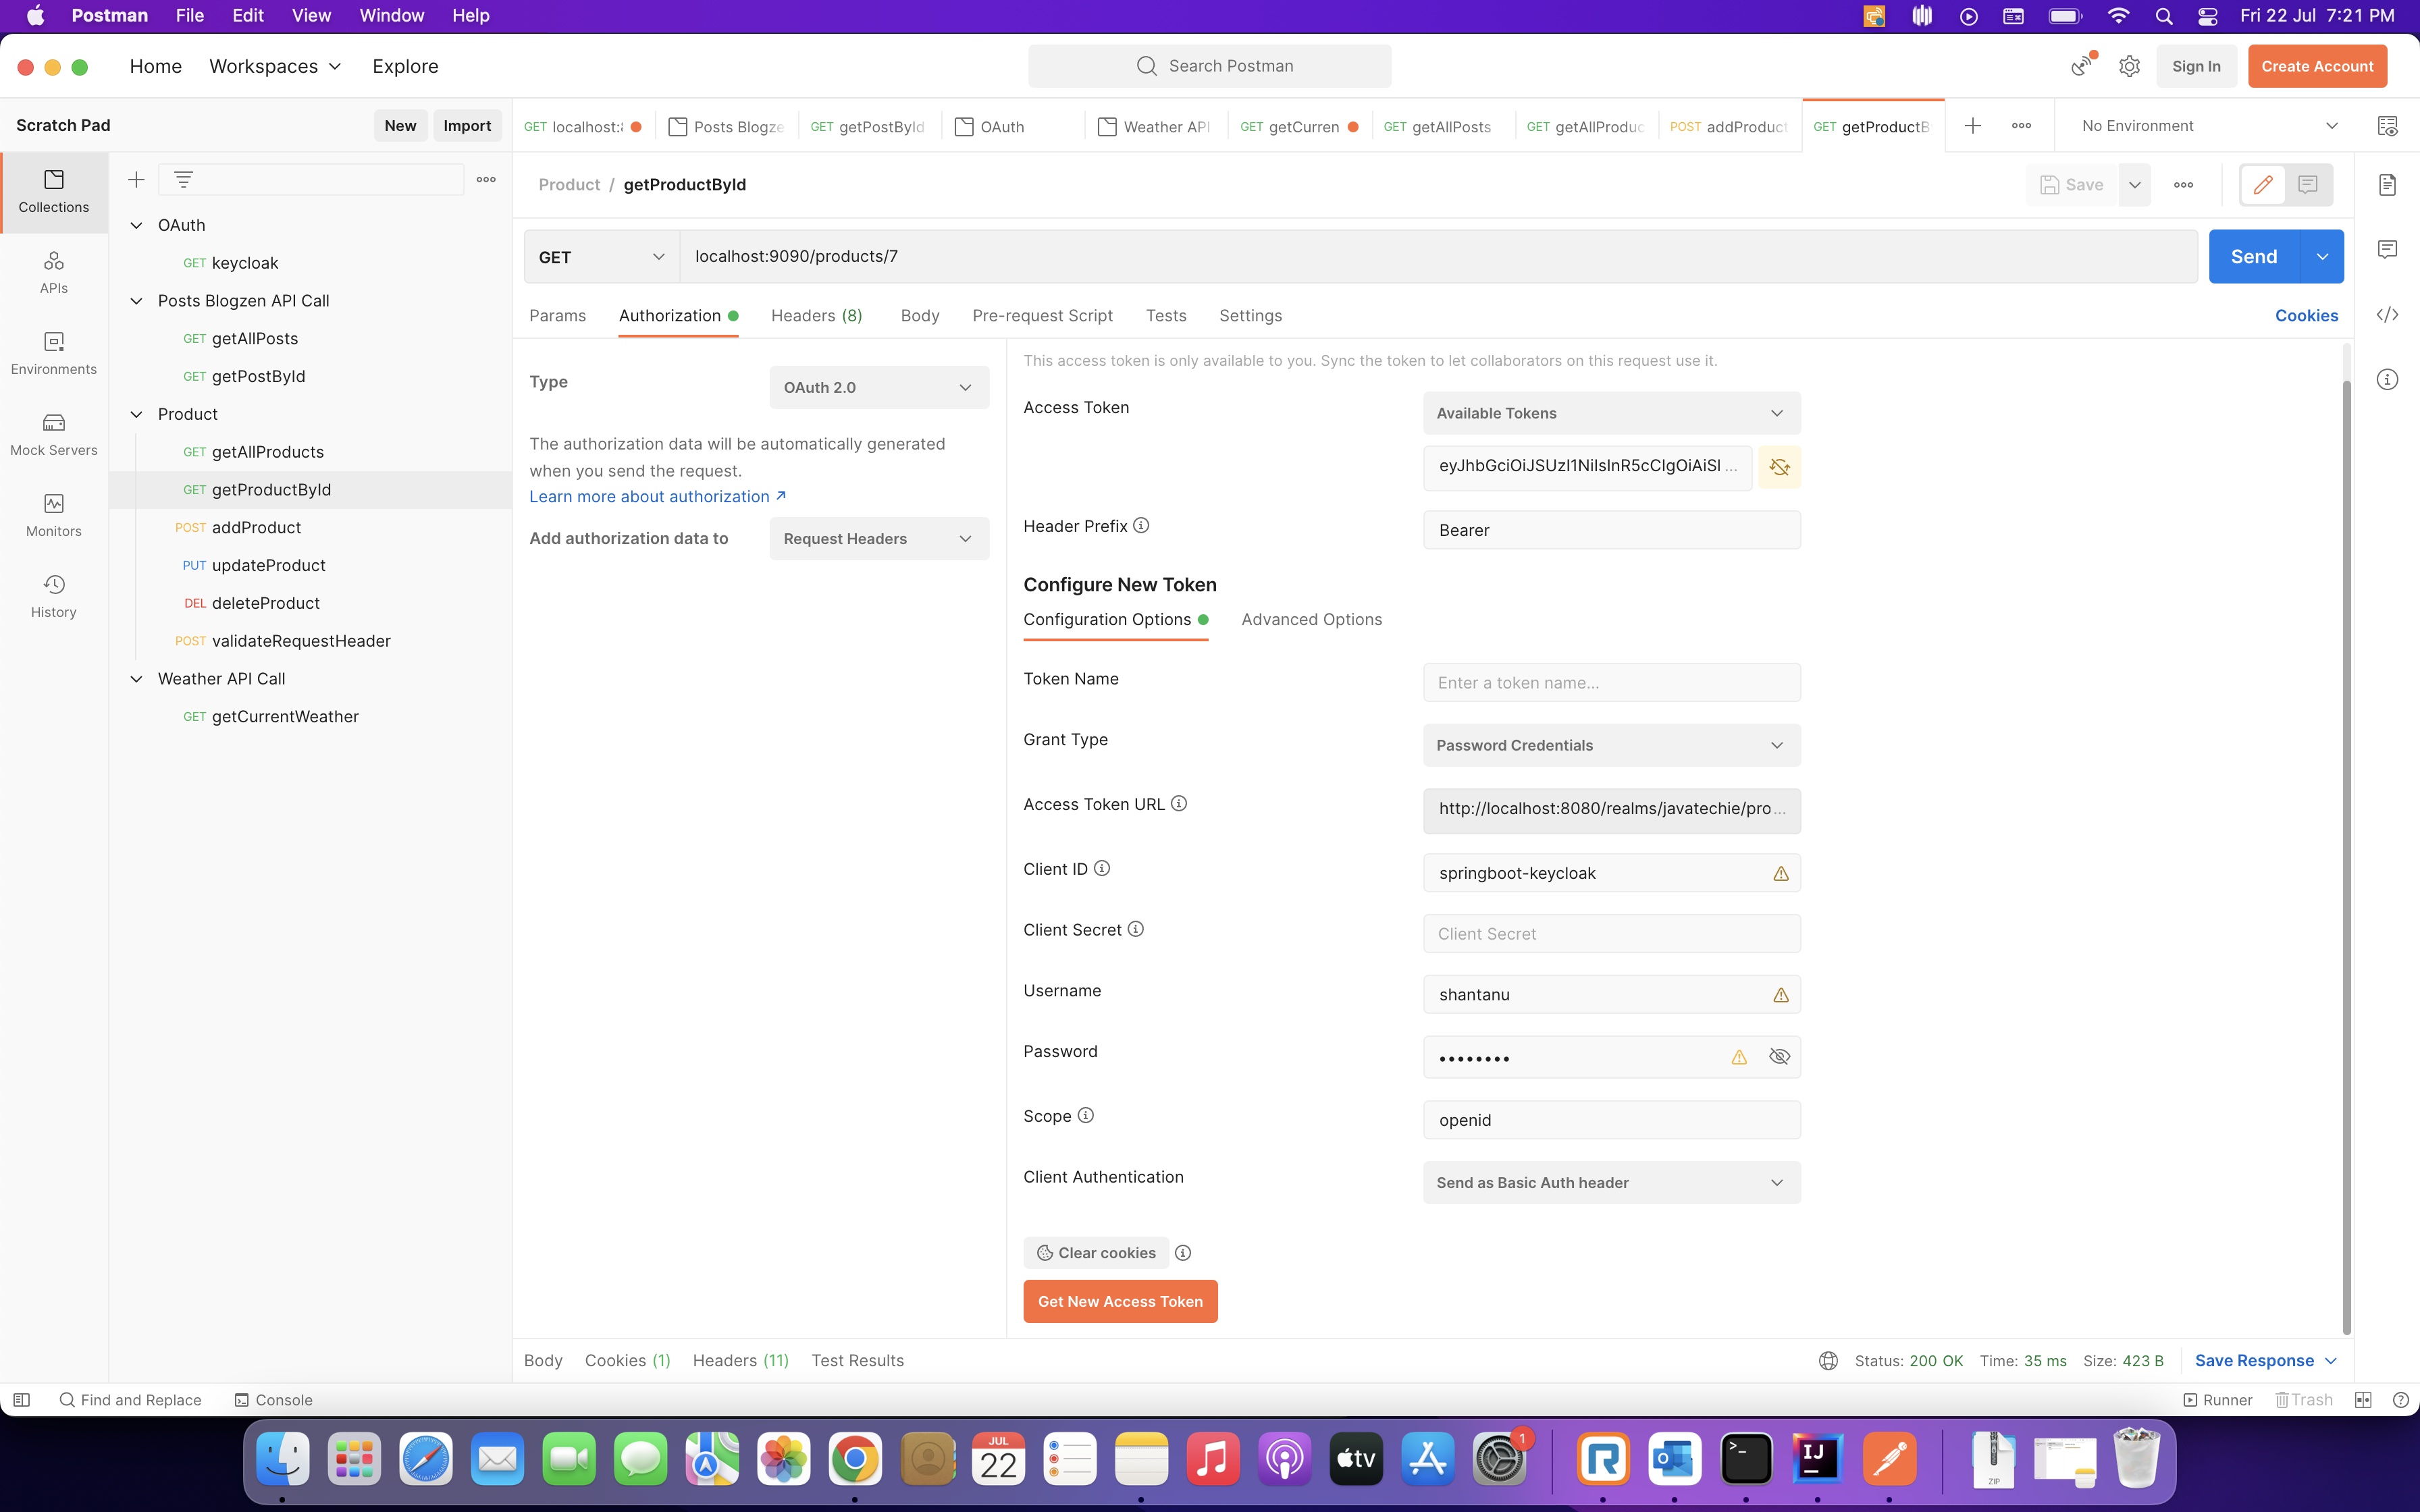 Postman File Edit View Window Help Fri 22 Jul 7:21 PM
Home Workspaces Explore Search Postman Sign In Create Account
Scratch Pad New Import
GET localhost: Posts Blogze GET getPostById OAuth Weather API GET getCurren GET getAllPosts GET getAllProduc POST addProduct GET getProductB No Environment
Collections
APIs
Environments
Mock Servers
Monitors
History
OAuth
GET keycloak
Posts Blogzen API Call
GET getAllPosts
GET getPostById
Product
GET getAllProducts
GET getProductById
POST addProduct
PUT updateProduct
DEL deleteProduct
POST validateRequestHeader
Weather API Call
GET getCurrentWeather
Product / getProductById Save
GET localhost:9090/products/7 Send
Params Authorization Headers (8) Body Pre-request Script Tests Settings Cookies
Type OAuth 2.0
The authorization data will be automatically generated
when you send the request.
Learn more about authorization ↗
Add authorization data to Request Headers
This access token is only available to you. Sync the token to let collaborators on this request use it.
Access Token Available Tokens
eyJhbGciOiJSUzI1NiIsInR5cCIgOiAiSl ...
Header Prefix Bearer
Configure New Token
Configuration Options Advanced Options
Token Name Enter a token name...
Grant Type Password Credentials
Access Token URL http://localhost:8080/realms/javatechie/pro...
Client ID springboot-keycloak
Client Secret Client Secret
Username shantanu
Password ••••••••
Scope openid
Client Authentication Send as Basic Auth header
Clear cookies
Get New Access Token
Body Cookies (1) Headers (11) Test Results Status: 200 OK Time: 35 ms Size: 423 B Save Response
Find and Replace Console Runner Trash
JUL
22
tv
1
R
O
>_
IJ
ZIP